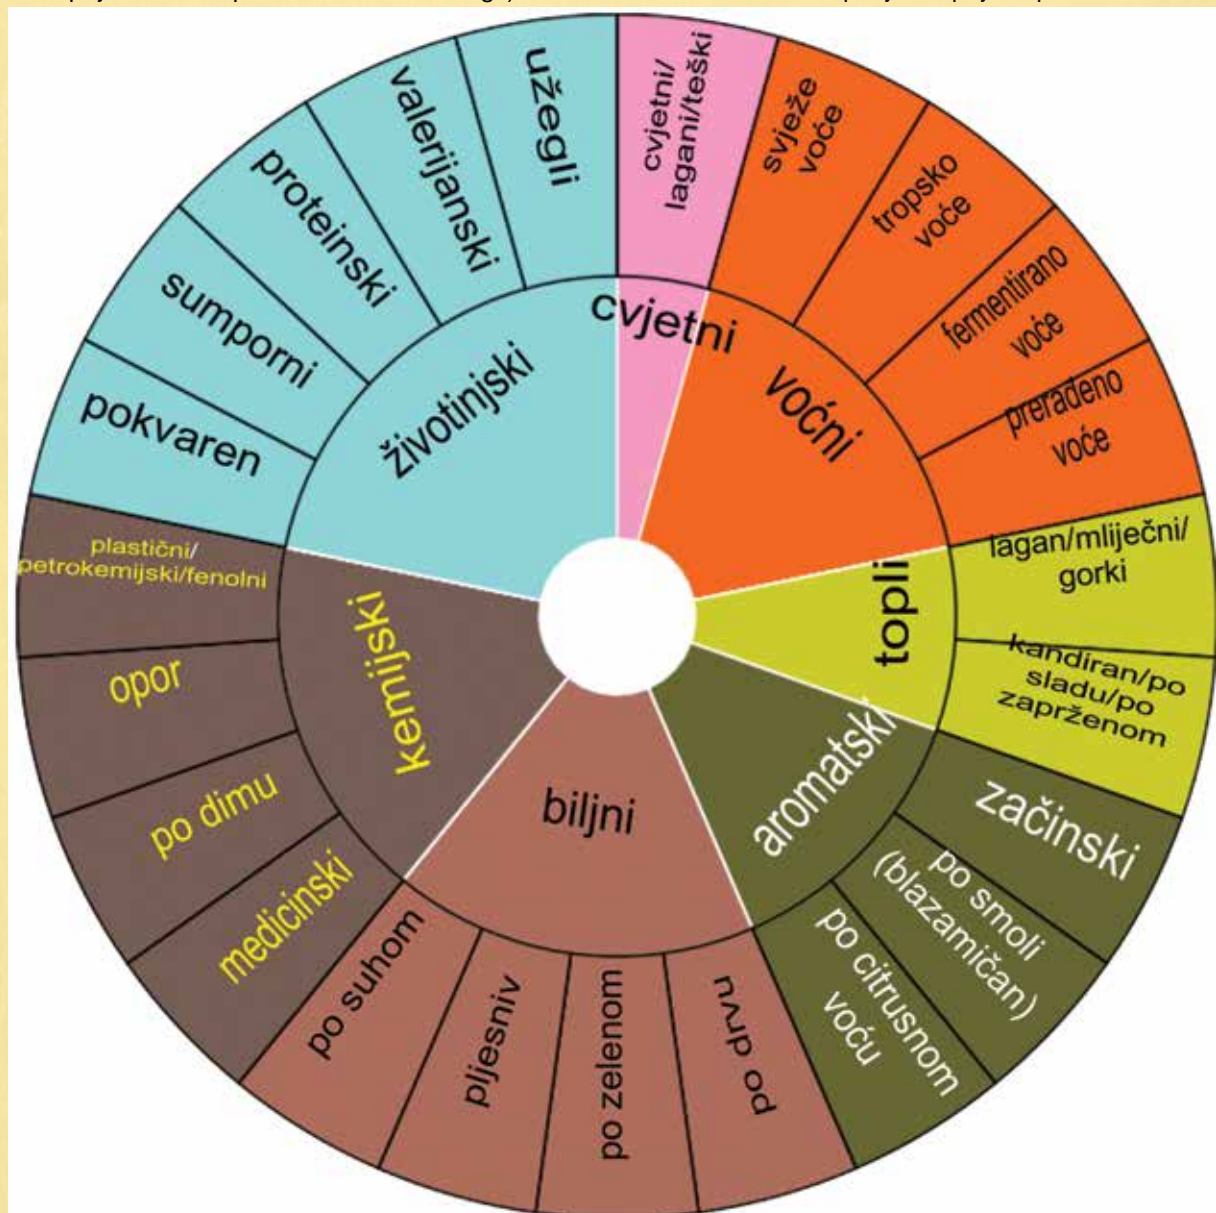 cvjetni/
lagani/teški
svježe
voće
tropsko
voće
fermentirano
voće
prerađeno
voće
lagan/mliječni/
gorki
kandiran/po
sladu/po
zaprženom
začinski
po smoli
(blazamičan)
po citrusnom
voću
po drvu
po zelenom
pljesniv
po suhom
medicinski
po dimu
opor
plastični/
petrokemijski/fenolni
pokvaren
sumporni
proteinski
valerijanski
užegli
cvjetni
voćni
topli
aromatski
biljni
kemijski
životinjski